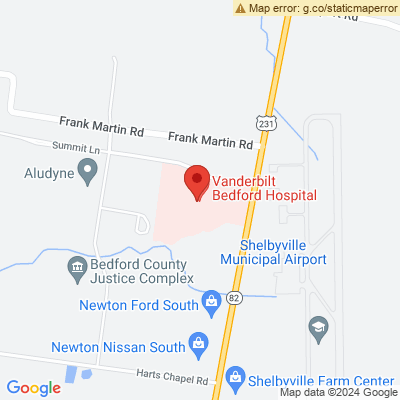 Map error: g.co/staticmaperror
Rd
Frank Martin Rd
Frank Martin Rd
231
Summit Ln
Aludyne
Vanderbilt
Bedford Hospital
Shelbyville
Municipal Airport
Bedford County
Justice Complex
82
Newton Ford South
Newton Nissan South
Harts Chapel Rd
Shelbyville Farm Center
Google
Map data ©2024 Google